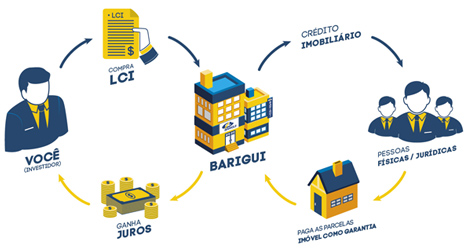 LCI
COMPRA
LCI
$
CRÉDITO
IMOBILIÁRIO
VOCÊ
(INVESTIDOR)
BARIGUI
PESSOAS
FÍSICAS / JURÍDICAS
GANHA
JUROS
PAGA AS PARCELAS
IMÓVEL COMO GARANTIA